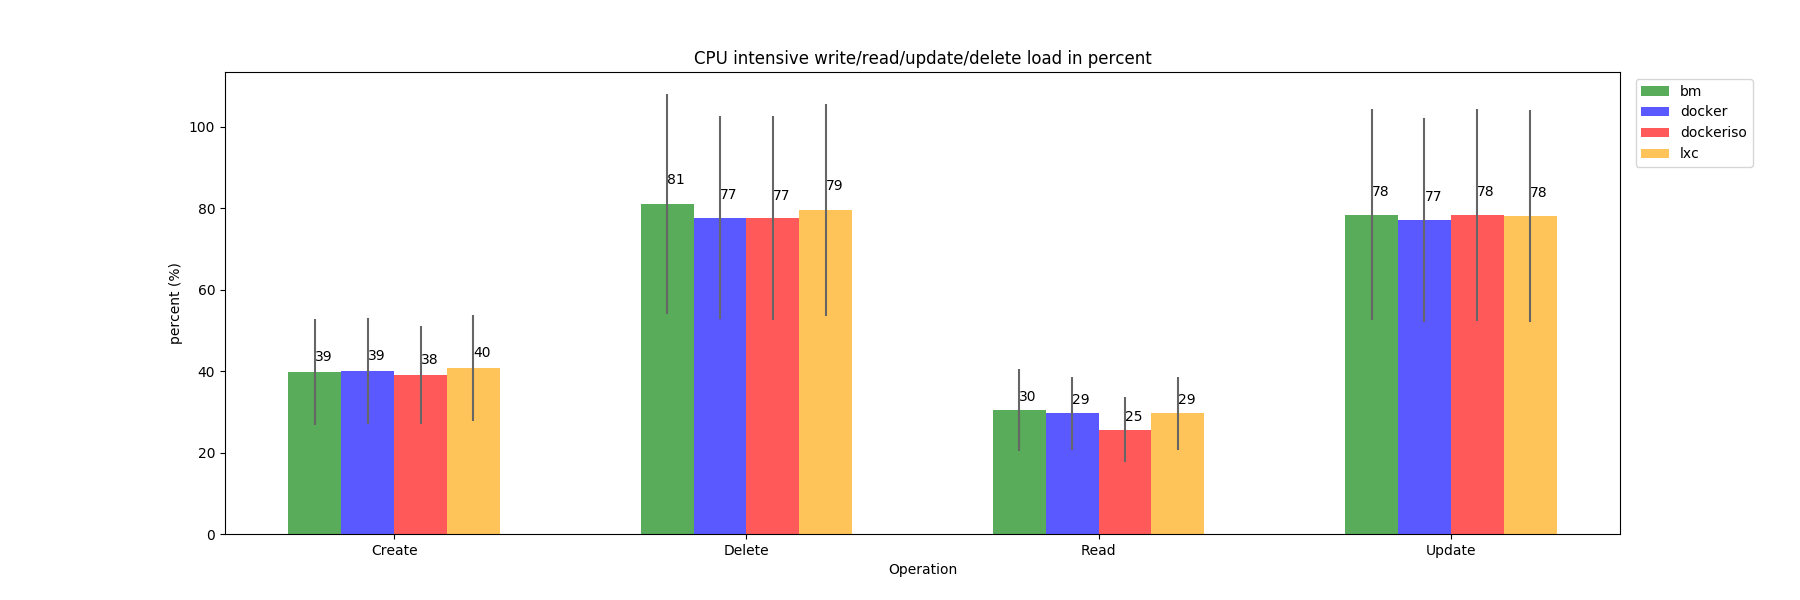 CPU intensive write/read/update/delete load in percent
bm
docker
dockeriso
lxc
percent (%)
100
80
60
40
20
0
39
39
38
40
81
77
77
79
30
29
25
29
78
77
78
78
Create
Delete
Read
Update
Operation